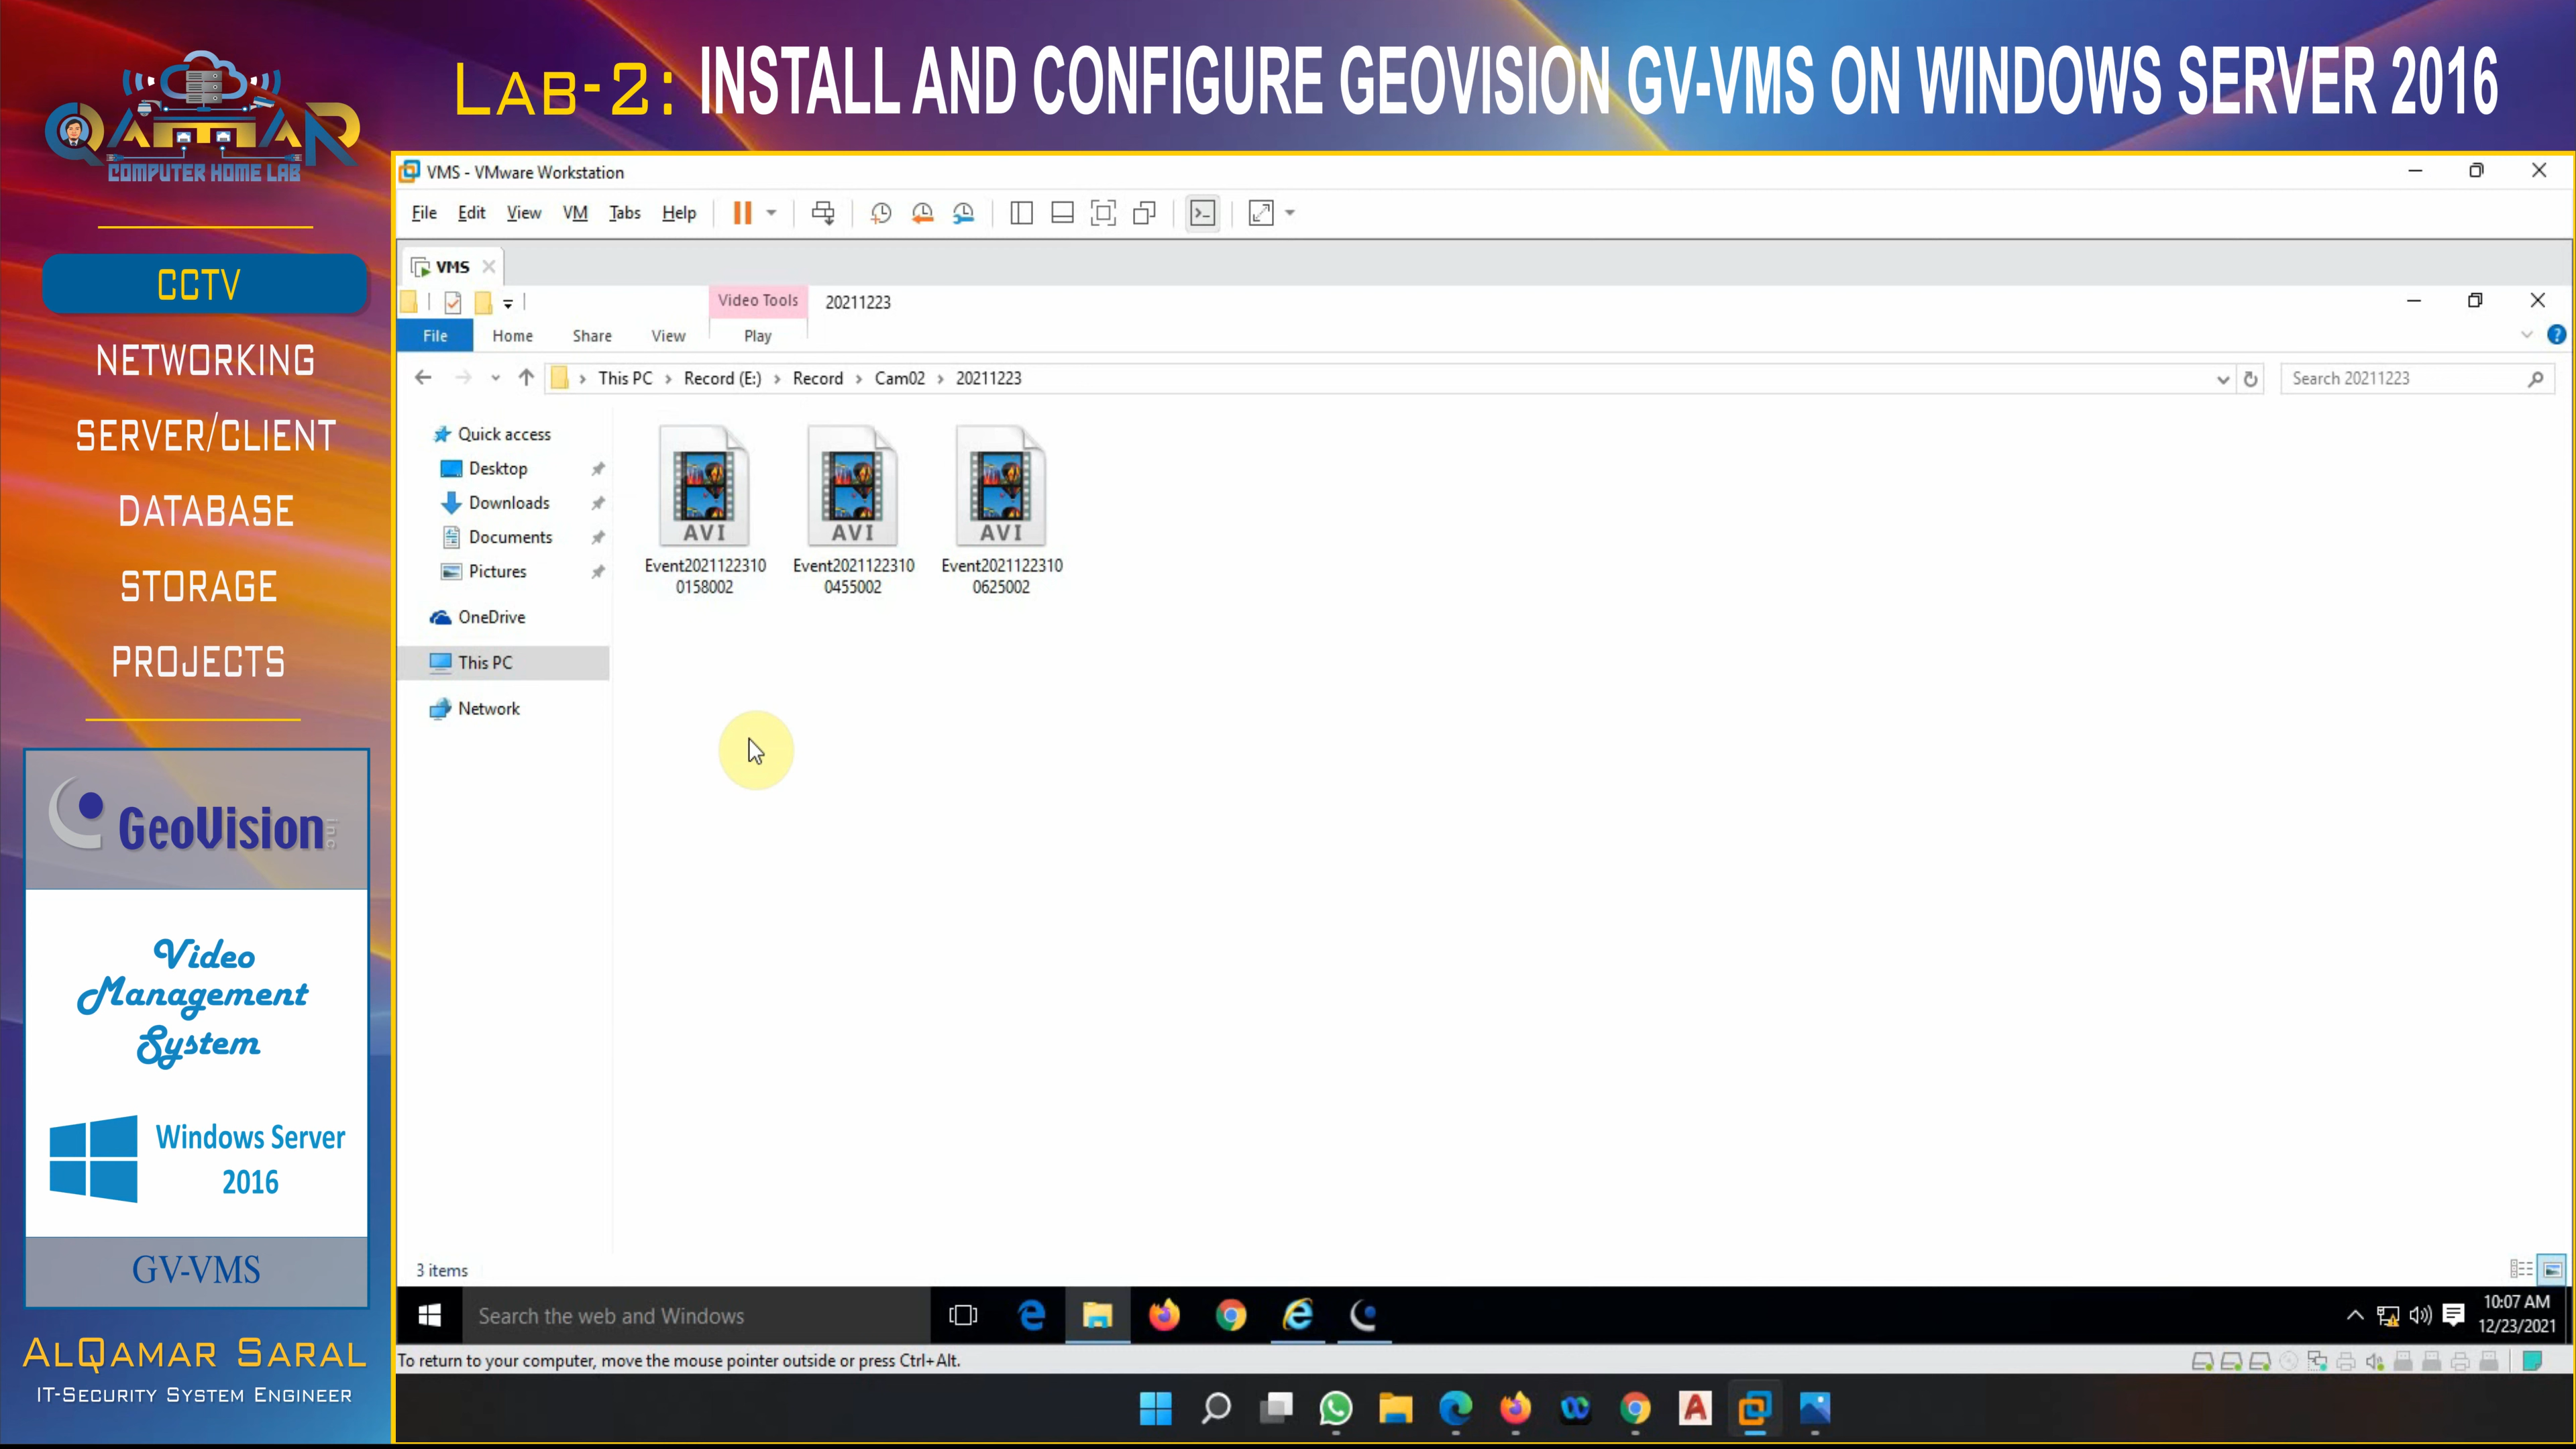 LAB-2: INSTALL AND CONFIGURE GEOVISION GV-VMS ON WINDOWS SERVER 2016
QAMAR
COMPUTER HOME LAB
CCTV
NETWORKING
SERVER/CLIENT
DATABASE
STORAGE
PROJECTS
GeoVision Inc
Video
Management
System
Windows Server
2016
GV-VMS
ALQAMAR SARAL
IT-SECURITY SYSTEM ENGINEER
VMS - VMware Workstation
File Edit View VM Tabs Help
VMS
Video Tools 20211223
File Home Share View Play
This PC > Record (E:) > Record > Cam02 > 20211223
Search 20211223
Quick access
Desktop
Downloads
Documents
Pictures
OneDrive
This PC
Network
AVI AVI AVI
Event2021122310 Event2021122310 Event2021122310
0158002 0455002 0625002
3 items
Search the web and Windows
10:07 AM
12/23/2021
To return to your computer, move the mouse pointer outside or press Ctrl+Alt.